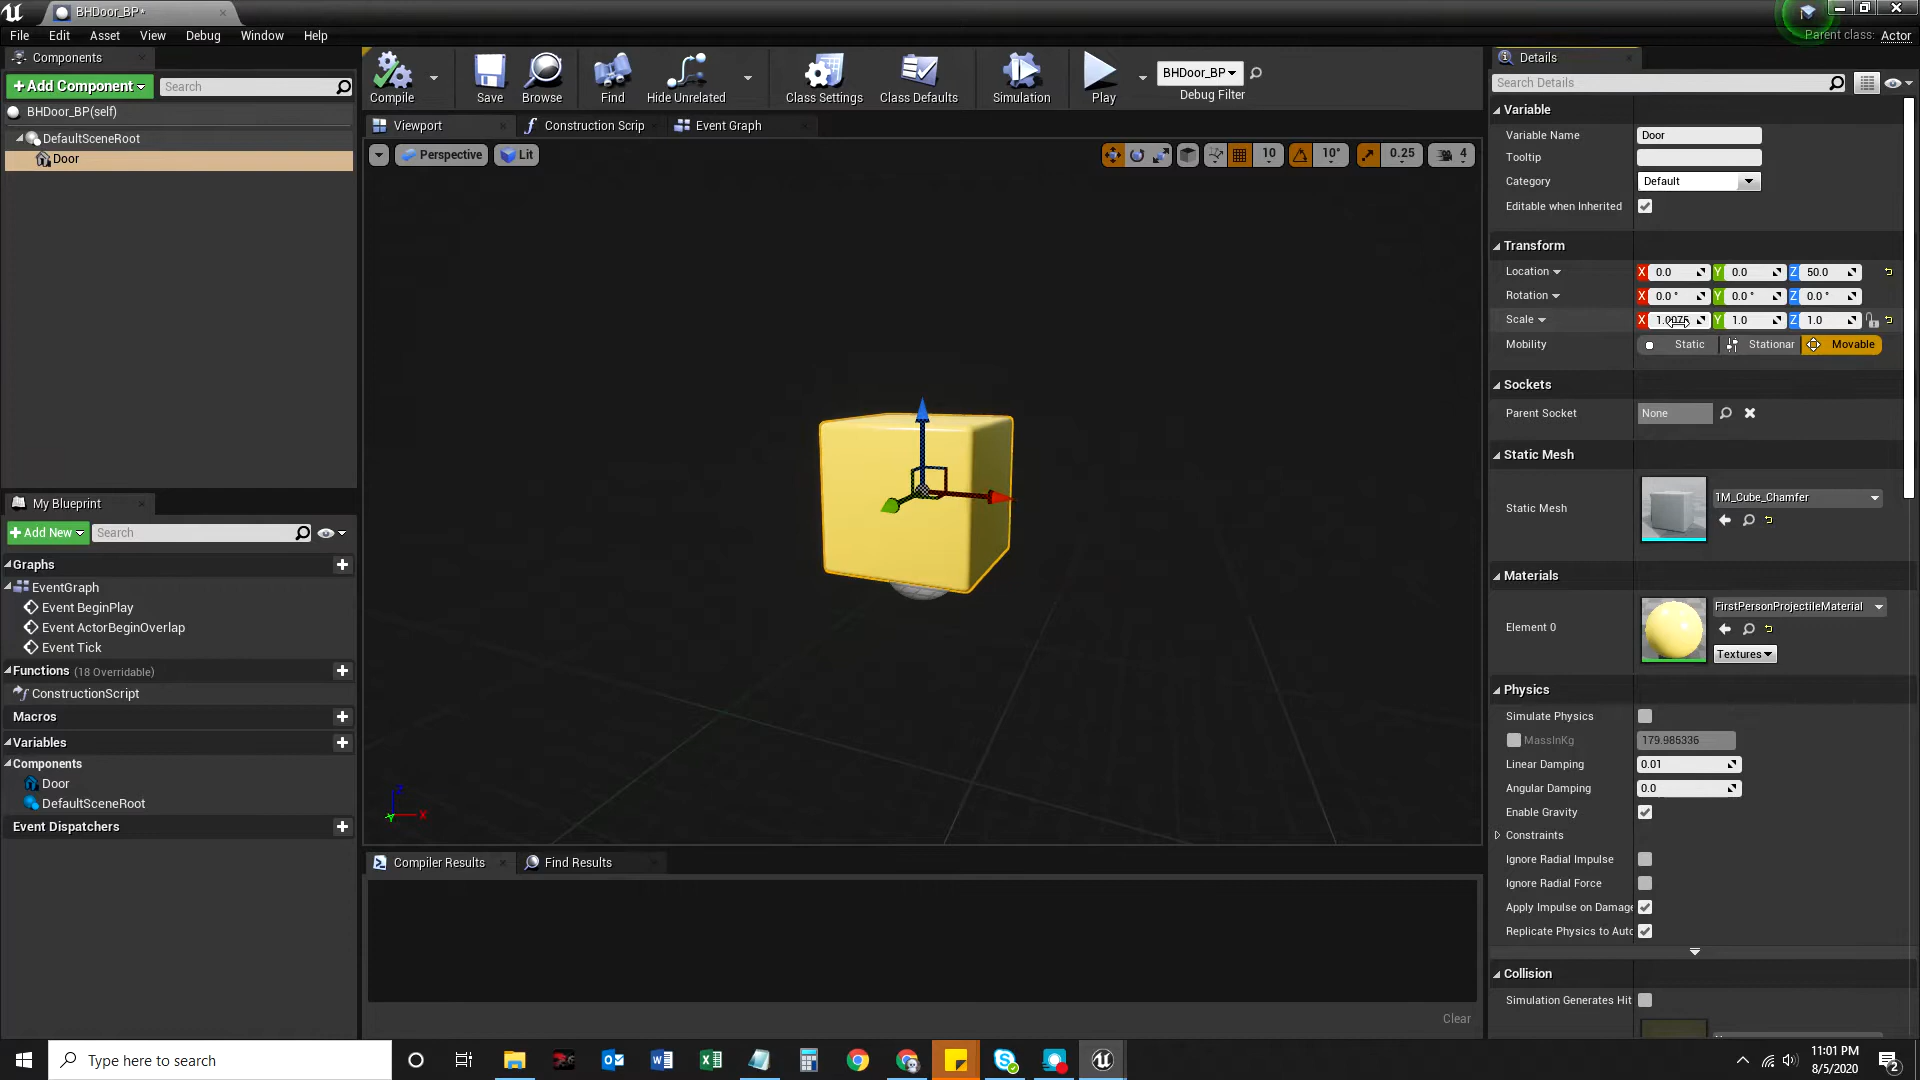 BHDoor_BP*
File Edit Asset View Debug Window Help
Parent class: Actor
Components
+ Add Component
Search
BHDoor_BP(self)
DefaultSceneRoot
Door
Compile
Save
Browse
Find
Hide Unrelated
Class Settings
Class Defaults
Simulation
Play
BHDoor_BP
Debug Filter
Viewport
Construction Scrip
Event Graph
Perspective
Lit
10
10°
0.25
4
Z
X
Y
My Blueprint
+ Add New
Search
Graphs
EventGraph
Event BeginPlay
Event ActorBeginOverlap
Event Tick
Functions (18 Overridable)
ConstructionScript
Macros
Variables
Components
Door
DefaultSceneRoot
Event Dispatchers
Compiler Results
Find Results
Clear
Details
Search Details
Variable
Variable Name Door
Tooltip
Category Default
Editable when Inherited
Transform
Location X 0.0 Y 0.0 Z 50.0
Rotation X 0.0 ° Y 0.0 ° Z 0.0 °
Scale X 1.0075 Y 1.0 Z 1.0
Mobility Static Stationar Movable
Sockets
Parent Socket None
Static Mesh
Static Mesh 1M_Cube_Chamfer
Materials
Element 0 FirstPersonProjectileMaterial
Textures
Physics
Simulate Physics
MassInKg 179.985336
Linear Damping 0.01
Angular Damping 0.0
Enable Gravity
Constraints
Ignore Radial Impulse
Ignore Radial Force
Apply Impulse on Damage
Replicate Physics to Auto
Collision
Simulation Generates Hit
Type here to search
11:01 PM
8/5/2020
2